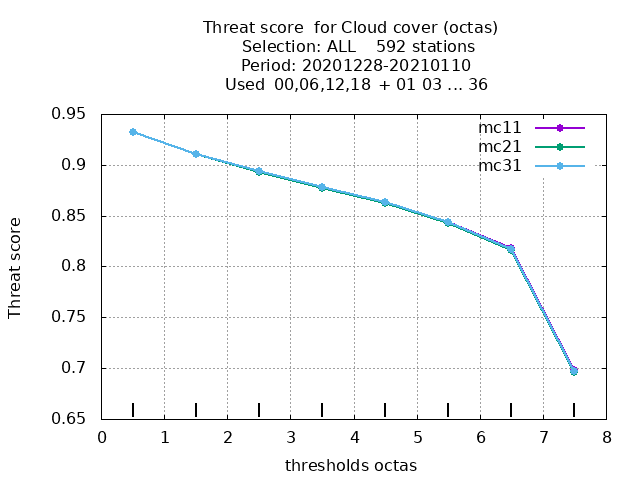 Threat score  for Cloud cover (octas)
Selection: ALL    592 stations
Period: 20201228-20210110
Used  00,06,12,18  + 01 03 ... 36
mc11
mc21
mc31
Threat score
0.95
0.9
0.85
0.8
0.75
0.7
0.65
0 1 2 3 4 5 6 7 8
thresholds octas